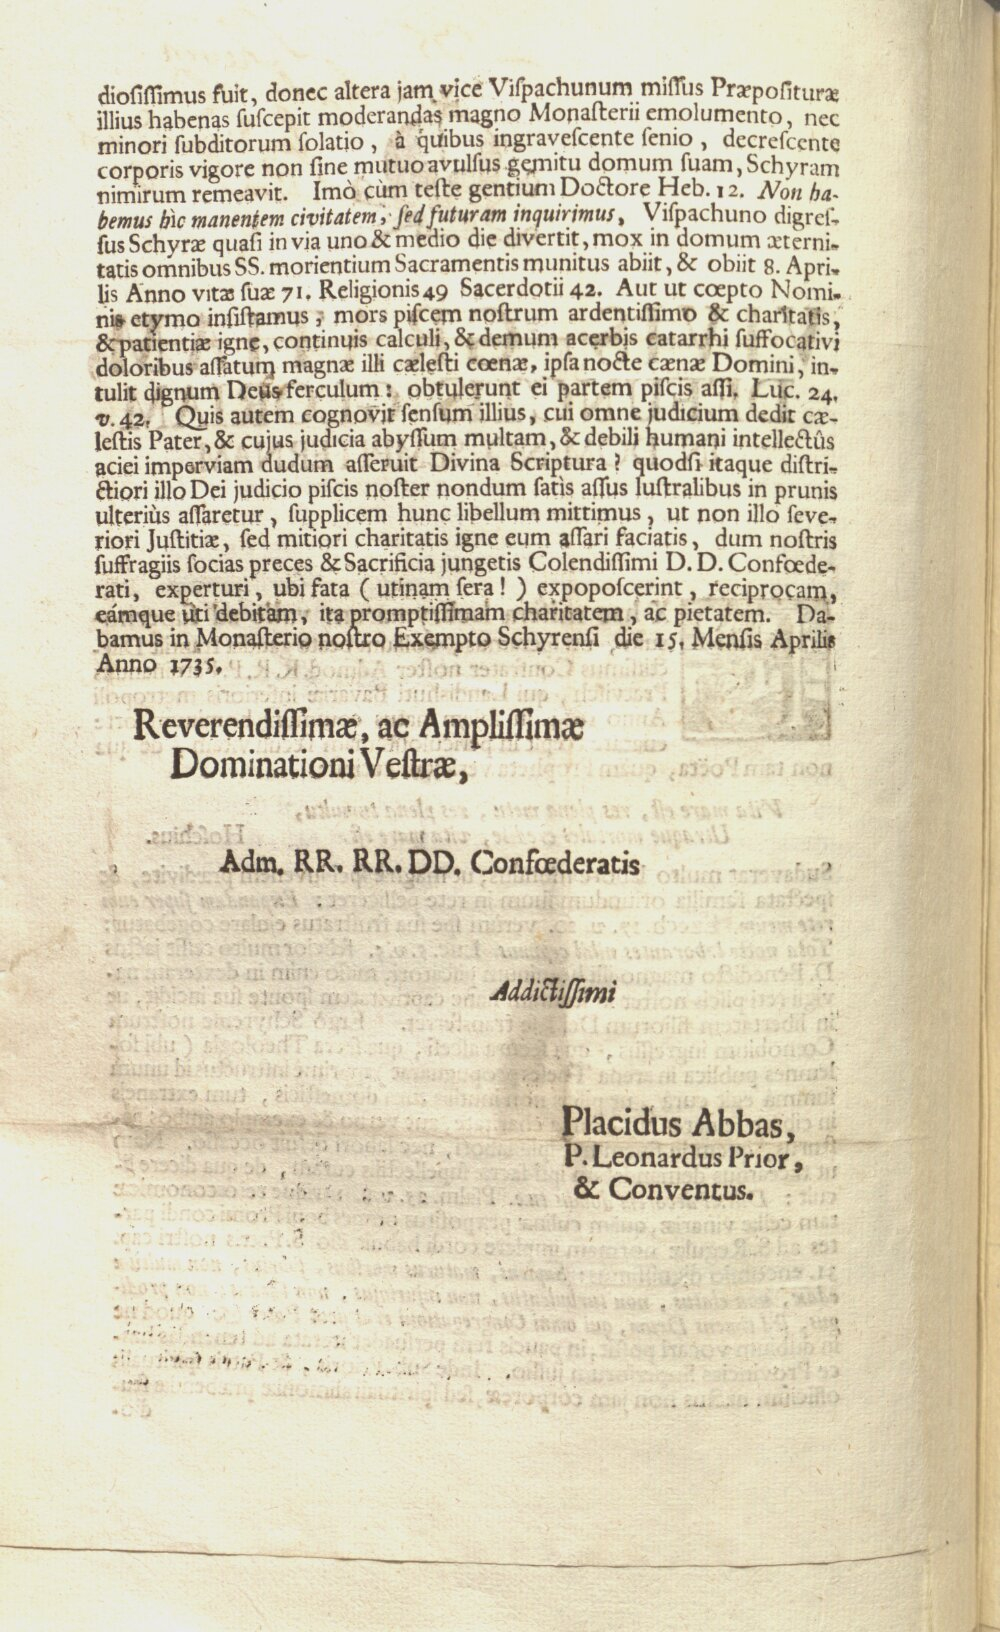 diosissimus fuit, donec altera jam vice Vispachunum missus Præposituræ
illius habenas suscepit moderandas magno Monasterii emolumento, nec
minori subditorum solatio, à quibus ingravescente senio, decrescente
corporis vigore non sine mutuo avulsus gemitu domum suam, Schyram
nimirum remeavit. Imò cùm teste gentium Doctore Heb. 12. Non ha-
bemus hìc manentem civitatem, sed futuram inquirimus, Vispachuno digres-
sus Schyræ quasi in via uno & medio die divertit, mox in domum æterni-
tatis omnibus SS. morientium Sacramentis munitus abiit, & obiit 8. Apri-
lis Anno vitæ suæ 71. Religionis 49 Sacerdotii 42. Aut ut cœpto Nomi-
nis etymo insistamus, mors piscem nostrum ardentissimo & charitatis,
& patientiæ igne, continuis calculi, & demum acerbis catarrhi suffocativi
doloribus assatum magnæ illi cælesti cœnæ, ipsa nocte cænæ Domini, in-
tulit dignum Deus ferculum: obtulerunt ei partem piscis assi. Luc. 24.
v. 42. Quis autem cognovit sensum illius, cui omne judicium dedit cæ-
lestis Pater, & cujus judicia abyssum multam, & debili humani intellectûs
aciei imperviam dudum asseruit Divina Scriptura? quodsi itaque distri-
ctiori illo Dei judicio piscis noster nondum satìs assus lustralibus in prunis
ulteriùs assaretur, supplicem hunc libellum mittimus, ut non illo seve-
riori Justitiæ, sed mitiori charitatis igne eum assari faciatis, dum nostris
suffragiis socias preces & Sacrificia jungetis Colendissimi D. D. Confœde-
rati, experturi, ubi fata ( utinam sera! ) expoposcerint, reciprocam,
eámque uti debitam, ita promptissimam charitatem, ac pietatem. Da-
bamus in Monasterio nostro Exempto Schyrensi die 15. Mensis Aprilis
Anno 1735.
Reverendissimæ, ac Amplissimæ
Dominationi Vestræ,
Adm. RR. RR. DD. Confœderatis
Addictissimi
Placidus Abbas,
P. Leonardus Prior,
& Conventus.